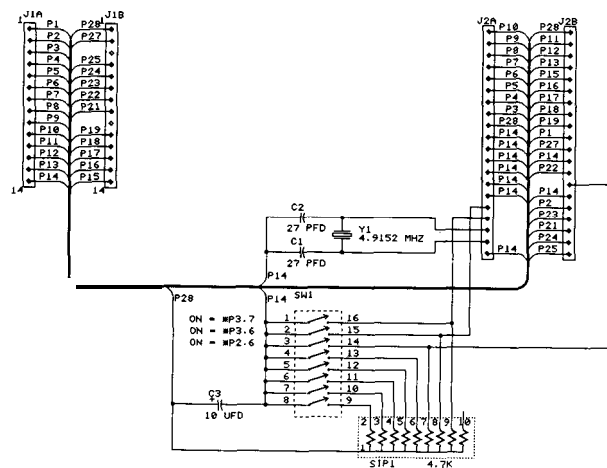 J1A J1B
1 P1 P28 1
P2 P27
P3
P4 P25
P5 P24
P6 P23
P7 P22
P8 P21
P9
P10 P19
P11 P18
P12 P17
P13 P16
14 P14 P15 14
J2A J2B
P10 P28
P9 P11
P8 P12
P7 P13
P6 P15
P5 P16
P4 P17
P3 P18
P28 P19
P14 P1
P14 P27
P14 P14
P14 P22
P14
P14 P14
P2
P23
P21
P24
P14 P25
C2
27 PFD
Y1
4.9152 MHZ
C1
27 PFD
P14
P28
P14
SW1
ON = *P3.7
ON = *P3.6
ON = *P2.6
1 16
2 15
3 14
4 13
5 12
6 11
7 10
8 9
C3
+
10 UFD
2 3 4 5 6 7 8 9 10
1
SIP1 4.7K